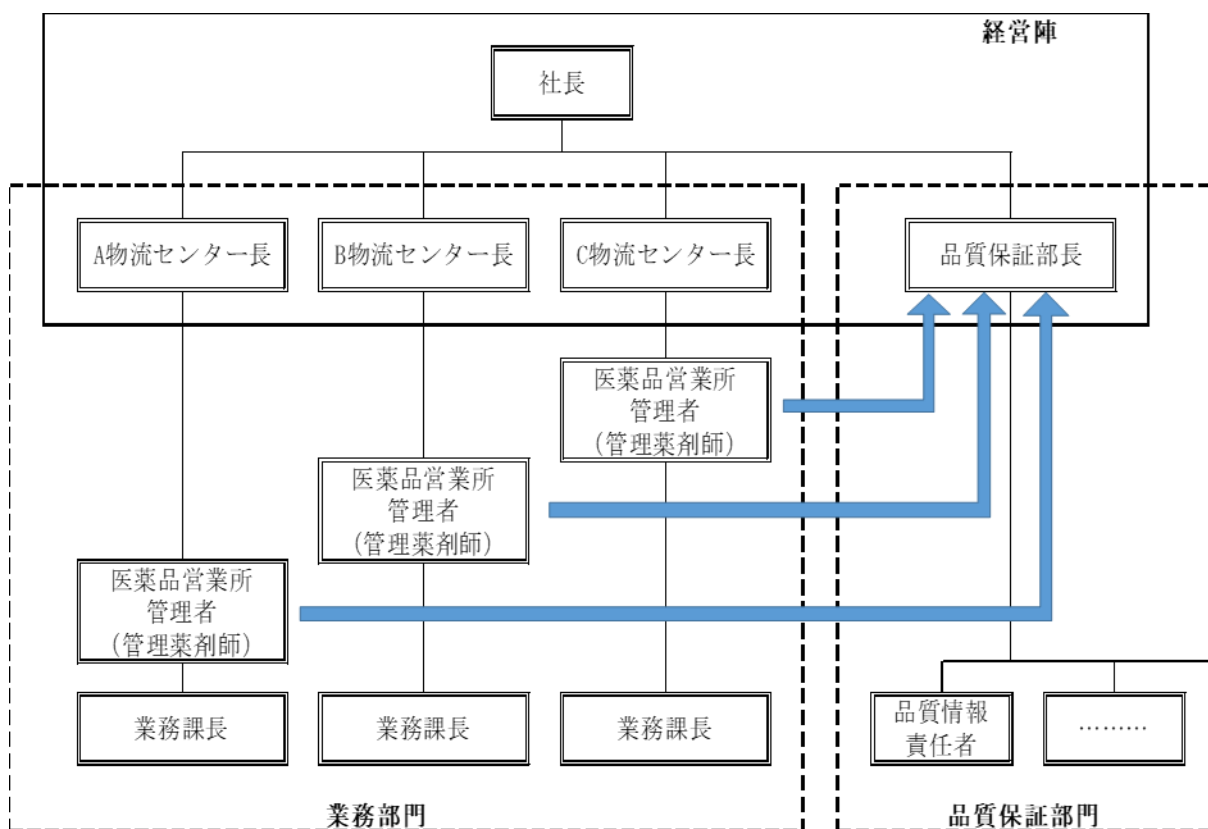 経営陣
社長
A物流センター長
B物流センター長
C物流センター長
品質保証部長
医薬品営業所
管理者
(管理薬剤師)
医薬品営業所
管理者
(管理薬剤師)
医薬品営業所
管理者
(管理薬剤師)
業務課長
業務課長
業務課長
品質情報
責任者
………
業務部門
品質保証部門